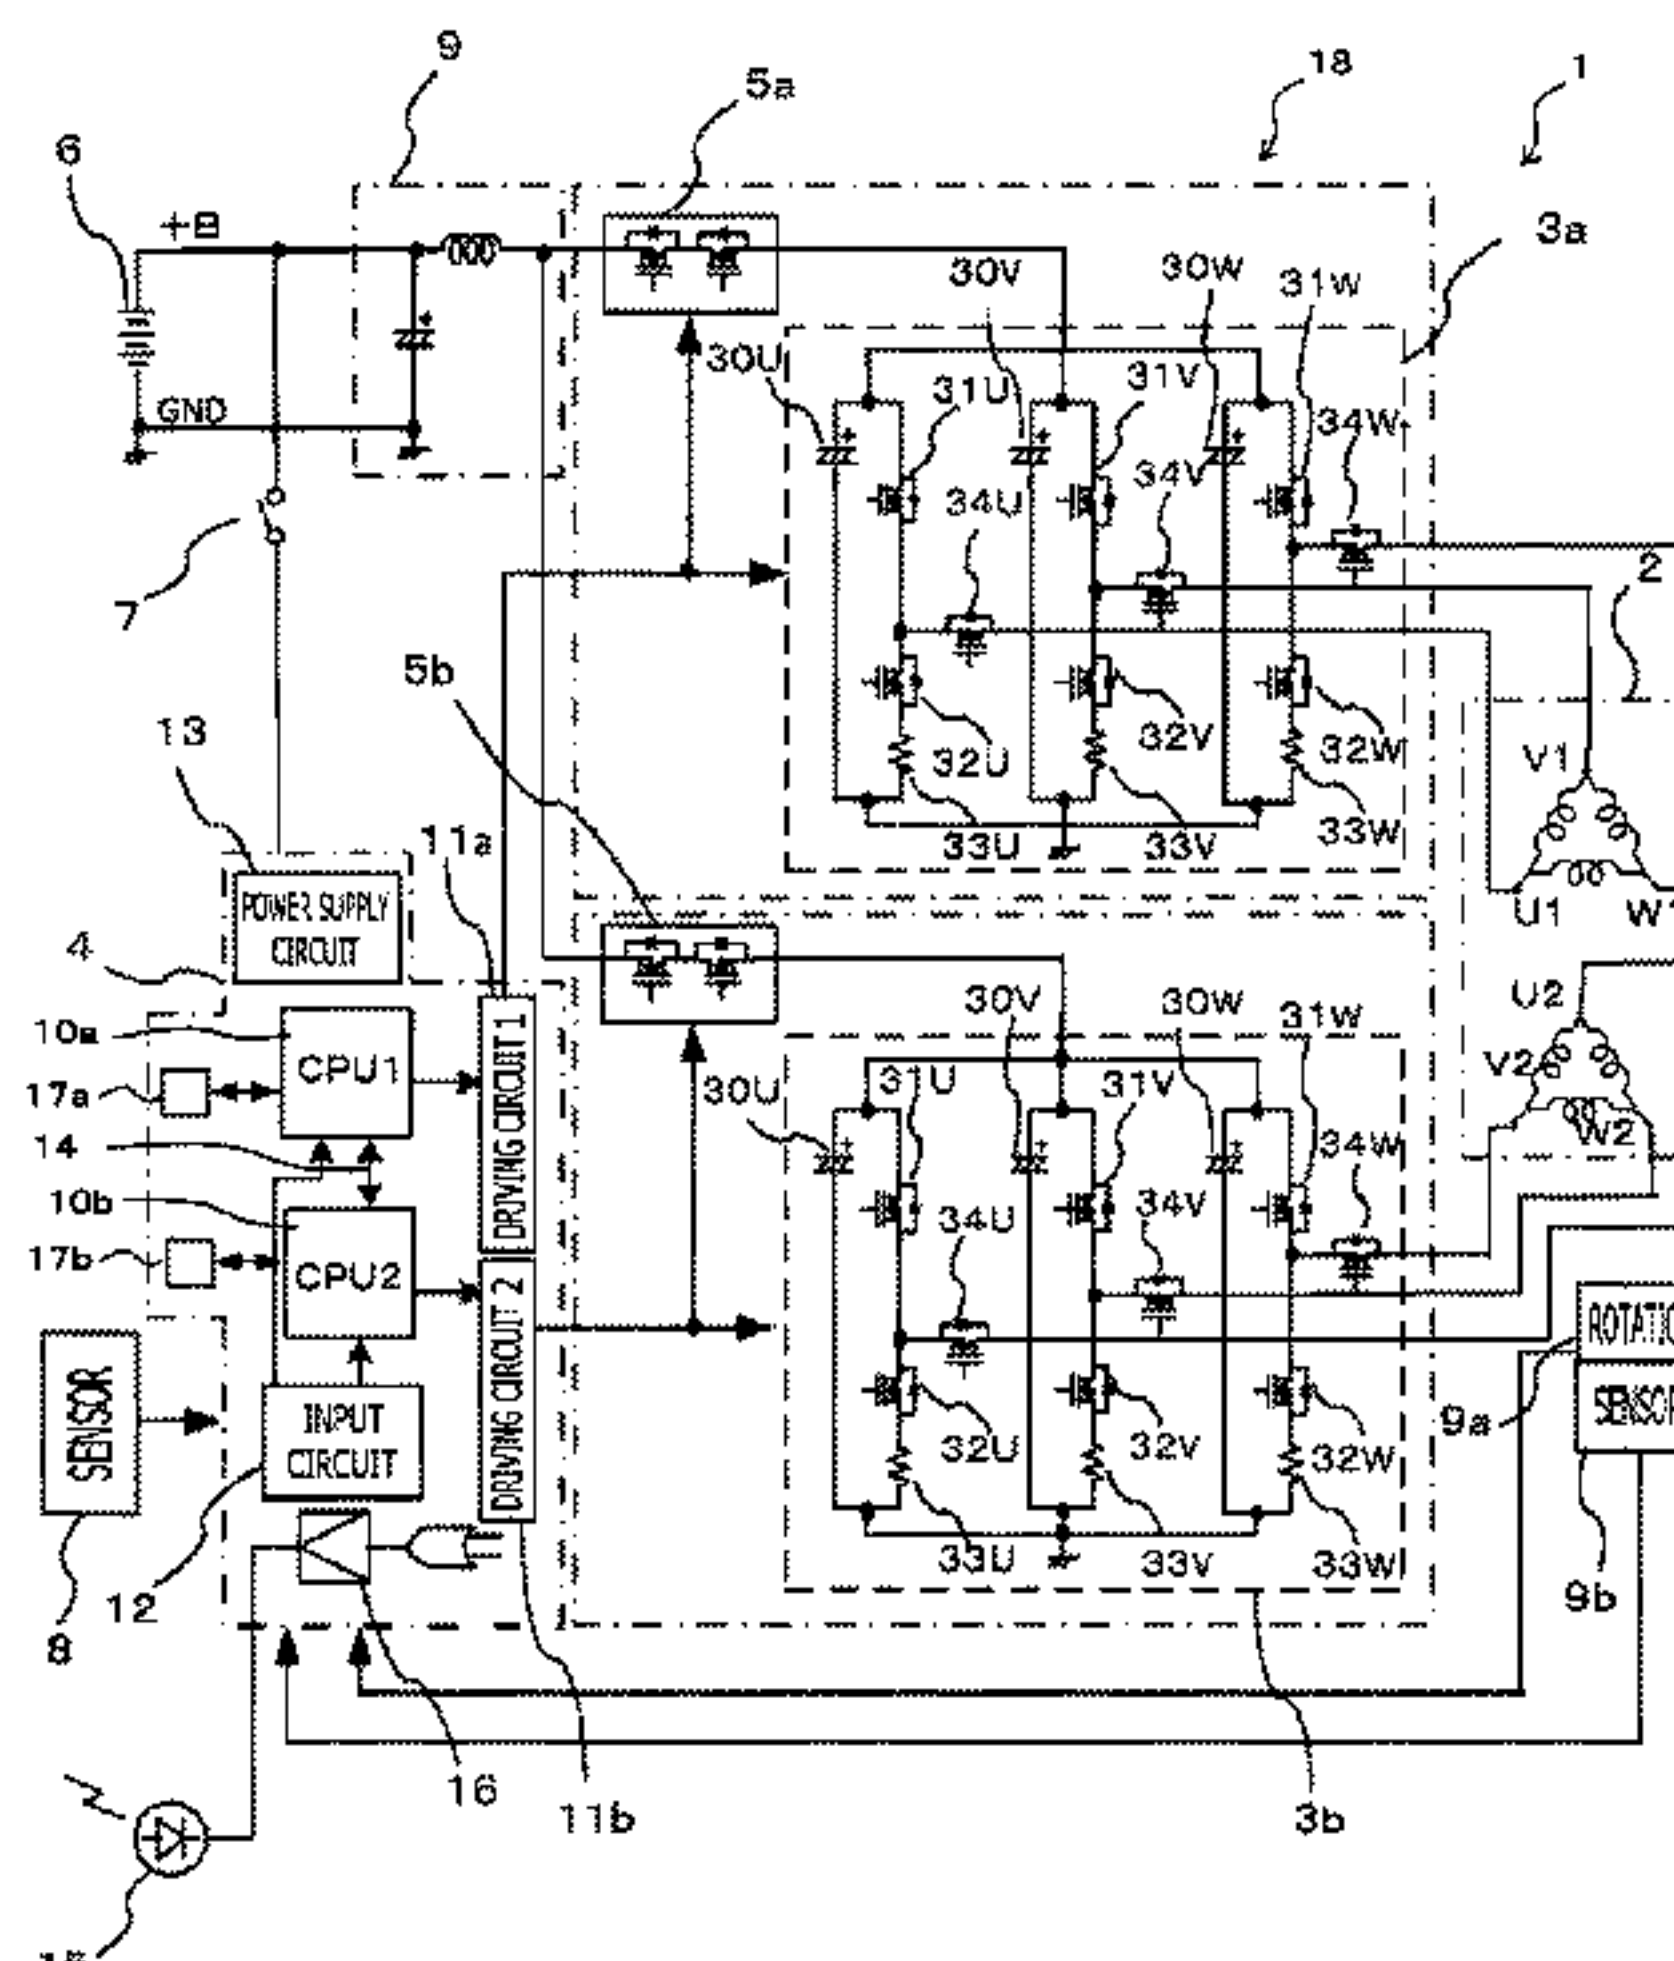 9
18
1
5a
6
+B
3a
30V
30W
31W
30U
31V
31U
34W
GND
34V
34U
2
7
5b
13
32V
32W
32U
V1
11a
33U
33V
33W
POWER SUPPLY
CIRCUIT
U1
W1
4
U2
10a
CPU1
DRIVING CIRCUIT 1
30V
30W
31W
V2
17a
30U
31U
31V
14
W2
34W
10b
34U
34V
17b
CPU2
DRIVING CIRCUIT 2
SENSOR
INPUT
CIRCUIT
9a
32U
32V
32W
33U
33V
33W
12
9b
8
16
11b
3b